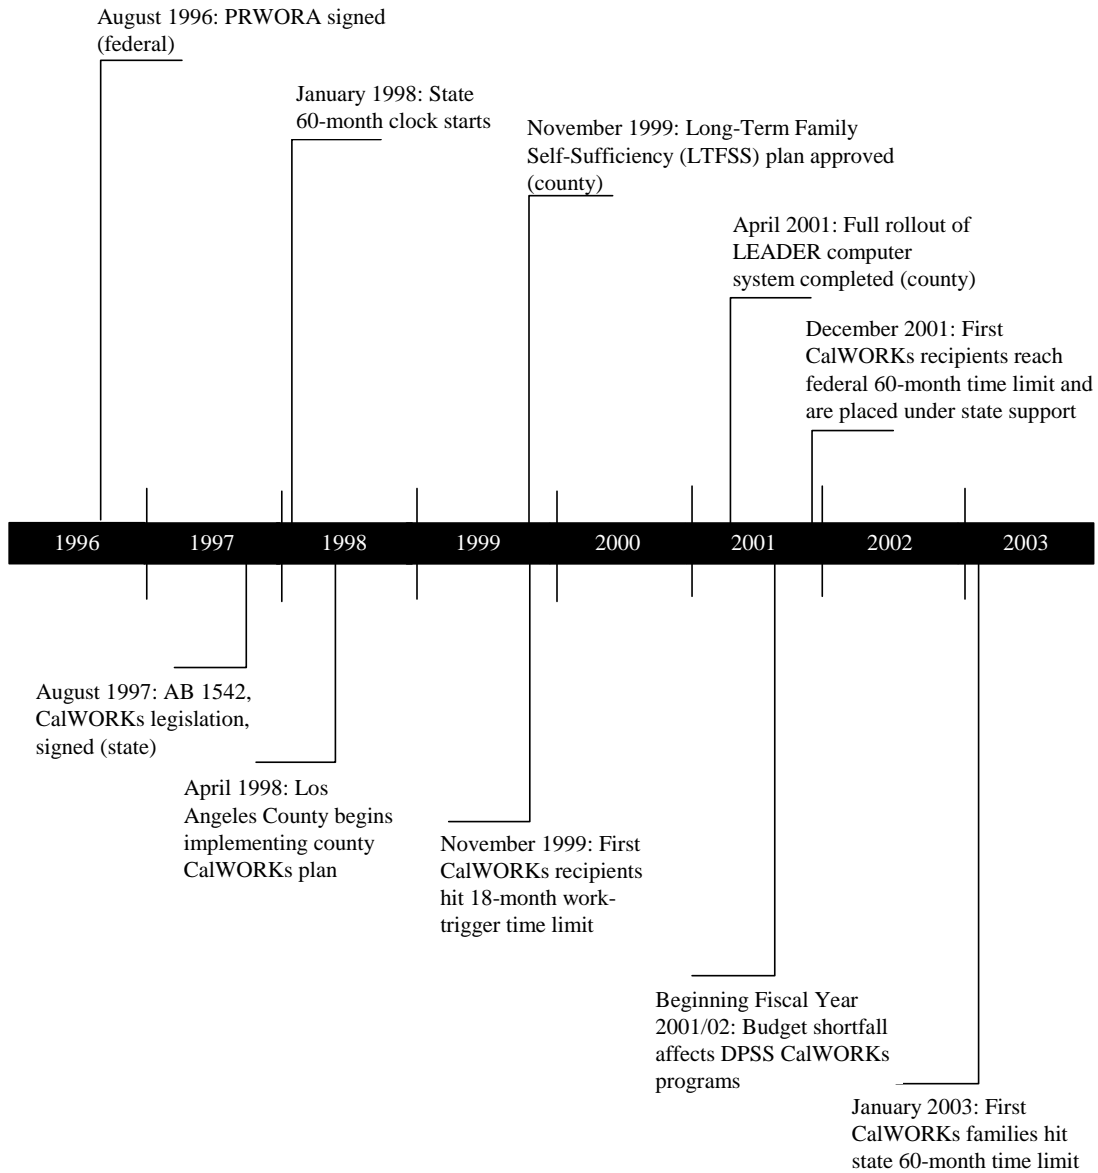 August 1996: PRWORA signed
(federal)
January 1998: State
60-month clock starts
November 1999: Long-Term Family
Self-Sufficiency (LTFSS) plan approved
(county)
April 2001: Full rollout of
LEADER computer
system completed (county)
December 2001: First
CalWORKs recipients reach
federal 60-month time limit and
are placed under state support
1996
1997
1998
1999
2000
2001
2002
2003
August 1997: AB 1542,
CalWORKs legislation,
signed (state)
April 1998: Los
Angeles County begins
implementing county
CalWORKs plan
November 1999: First
CalWORKs recipients
hit 18-month work-
trigger time limit
Beginning Fiscal Year
2001/02: Budget shortfall
affects DPSS CalWORKs
programs
January 2003: First
CalWORKs families hit
state 60-month time limit